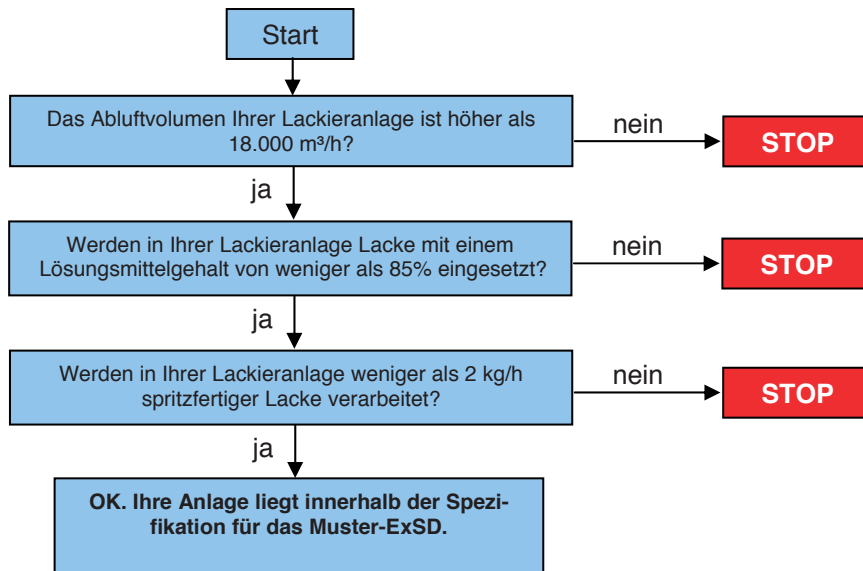 Start
Das Abluftvolumen Ihrer Lackieranlage ist höher als
18.000 m³/h?
nein
STOP
ja
Werden in Ihrer Lackieranlage Lacke mit einem
Lösungsmittelgehalt von weniger als 85% eingesetzt?
nein
STOP
ja
Werden in Ihrer Lackieranlage weniger als 2 kg/h
spritzfertiger Lacke verarbeitet?
nein
STOP
ja
OK. Ihre Anlage liegt innerhalb der Spezi-
fikation für das Muster-ExSD.